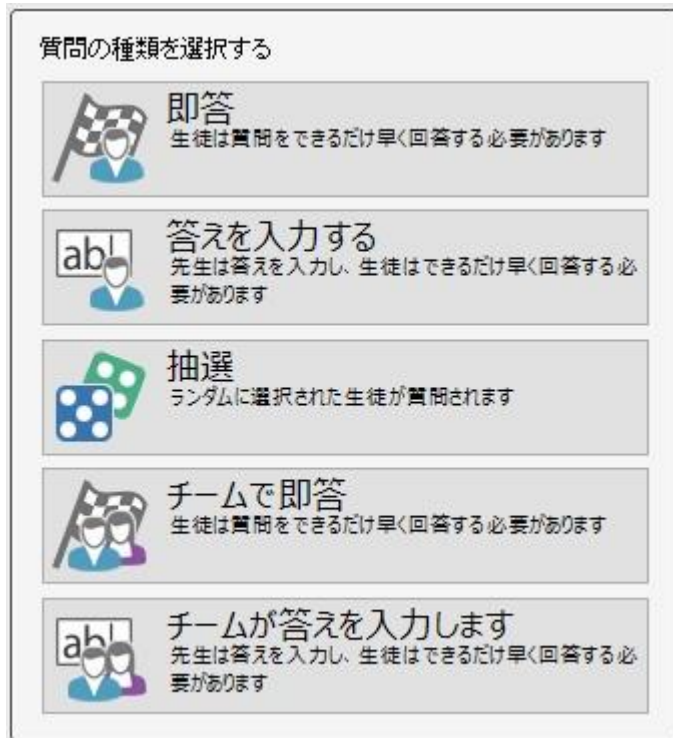 質問の種類を選択する
即答
生徒は質問をできるだけ早く回答する必要があります
ab
答えを入力する
先生は答えを入力し、生徒はできるだけ早く回答する必
要があります
抽選
ランダムに選択された生徒が質問されます
チームで即答
生徒は質問をできるだけ早く回答する必要があります
ab
チームが答えを入力します
先生は答えを入力し、生徒はできるだけ早く回答する必
要があります